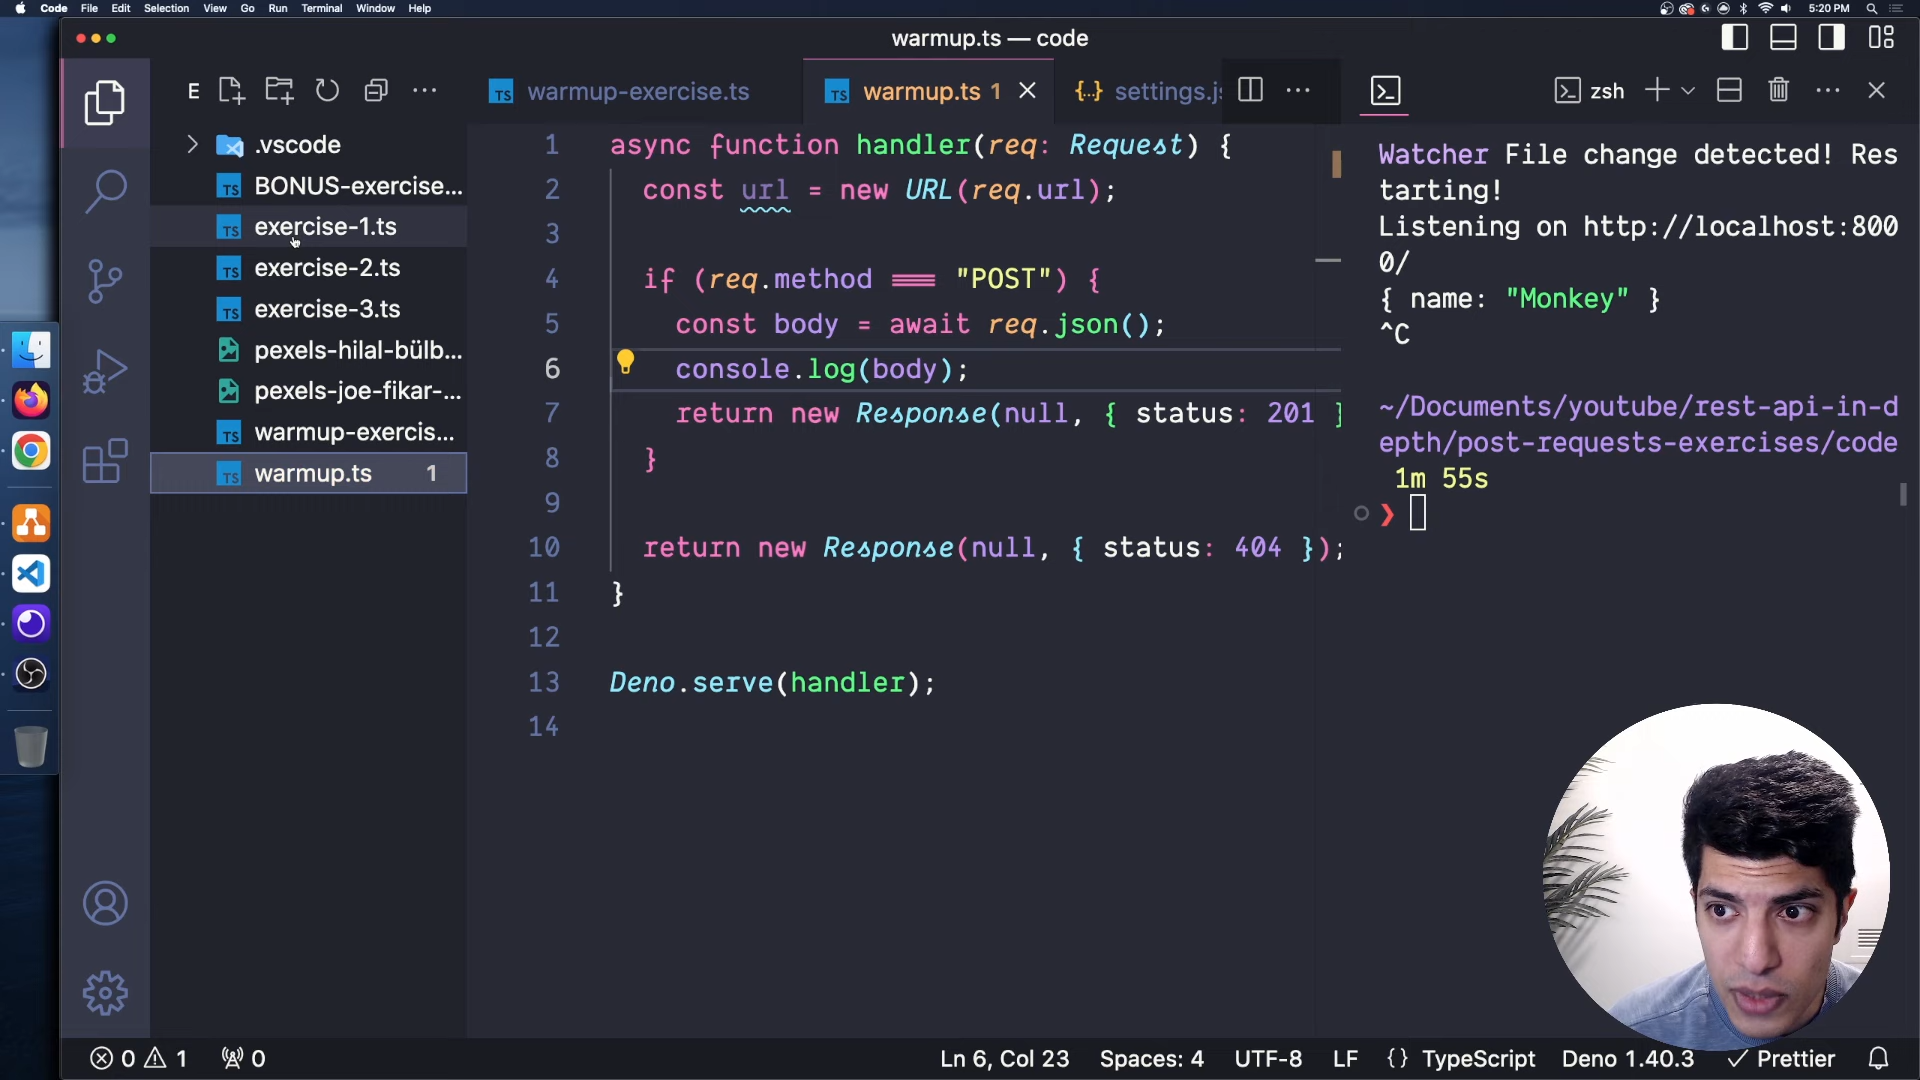 Code File Edit Selection View Go Run Terminal Window Help 5:20 PM
warmup.ts — code
E
warmup-exercise.ts
warmup.ts 1
settings.js
zsh
.vscode
BONUS-exercise...
exercise-1.ts
exercise-2.ts
exercise-3.ts
pexels-hilal-bülb...
pexels-joe-fikar-...
warmup-exercis...
warmup.ts 1
1 async function handler(req: Request) {
2 const url = new URL(req.url);
3
4 if (req.method === "POST") {
5 const body = await req.json();
6 console.log(body);
7 return new Response(null, { status: 201 }
8 }
9
10 return new Response(null, { status: 404 });
11 }
12
13 Deno.serve(handler);
14
Watcher File change detected! Res
tarting!
Listening on http://localhost:800
0/
{ name: "Monkey" }
^C
~/Documents/youtube/rest-api-in-d
epth/post-requests-exercises/code
1m 55s
❯
0 1 0 Ln 6, Col 23 Spaces: 4 UTF-8 LF {} TypeScript Deno 1.40.3 ✓ Prettier